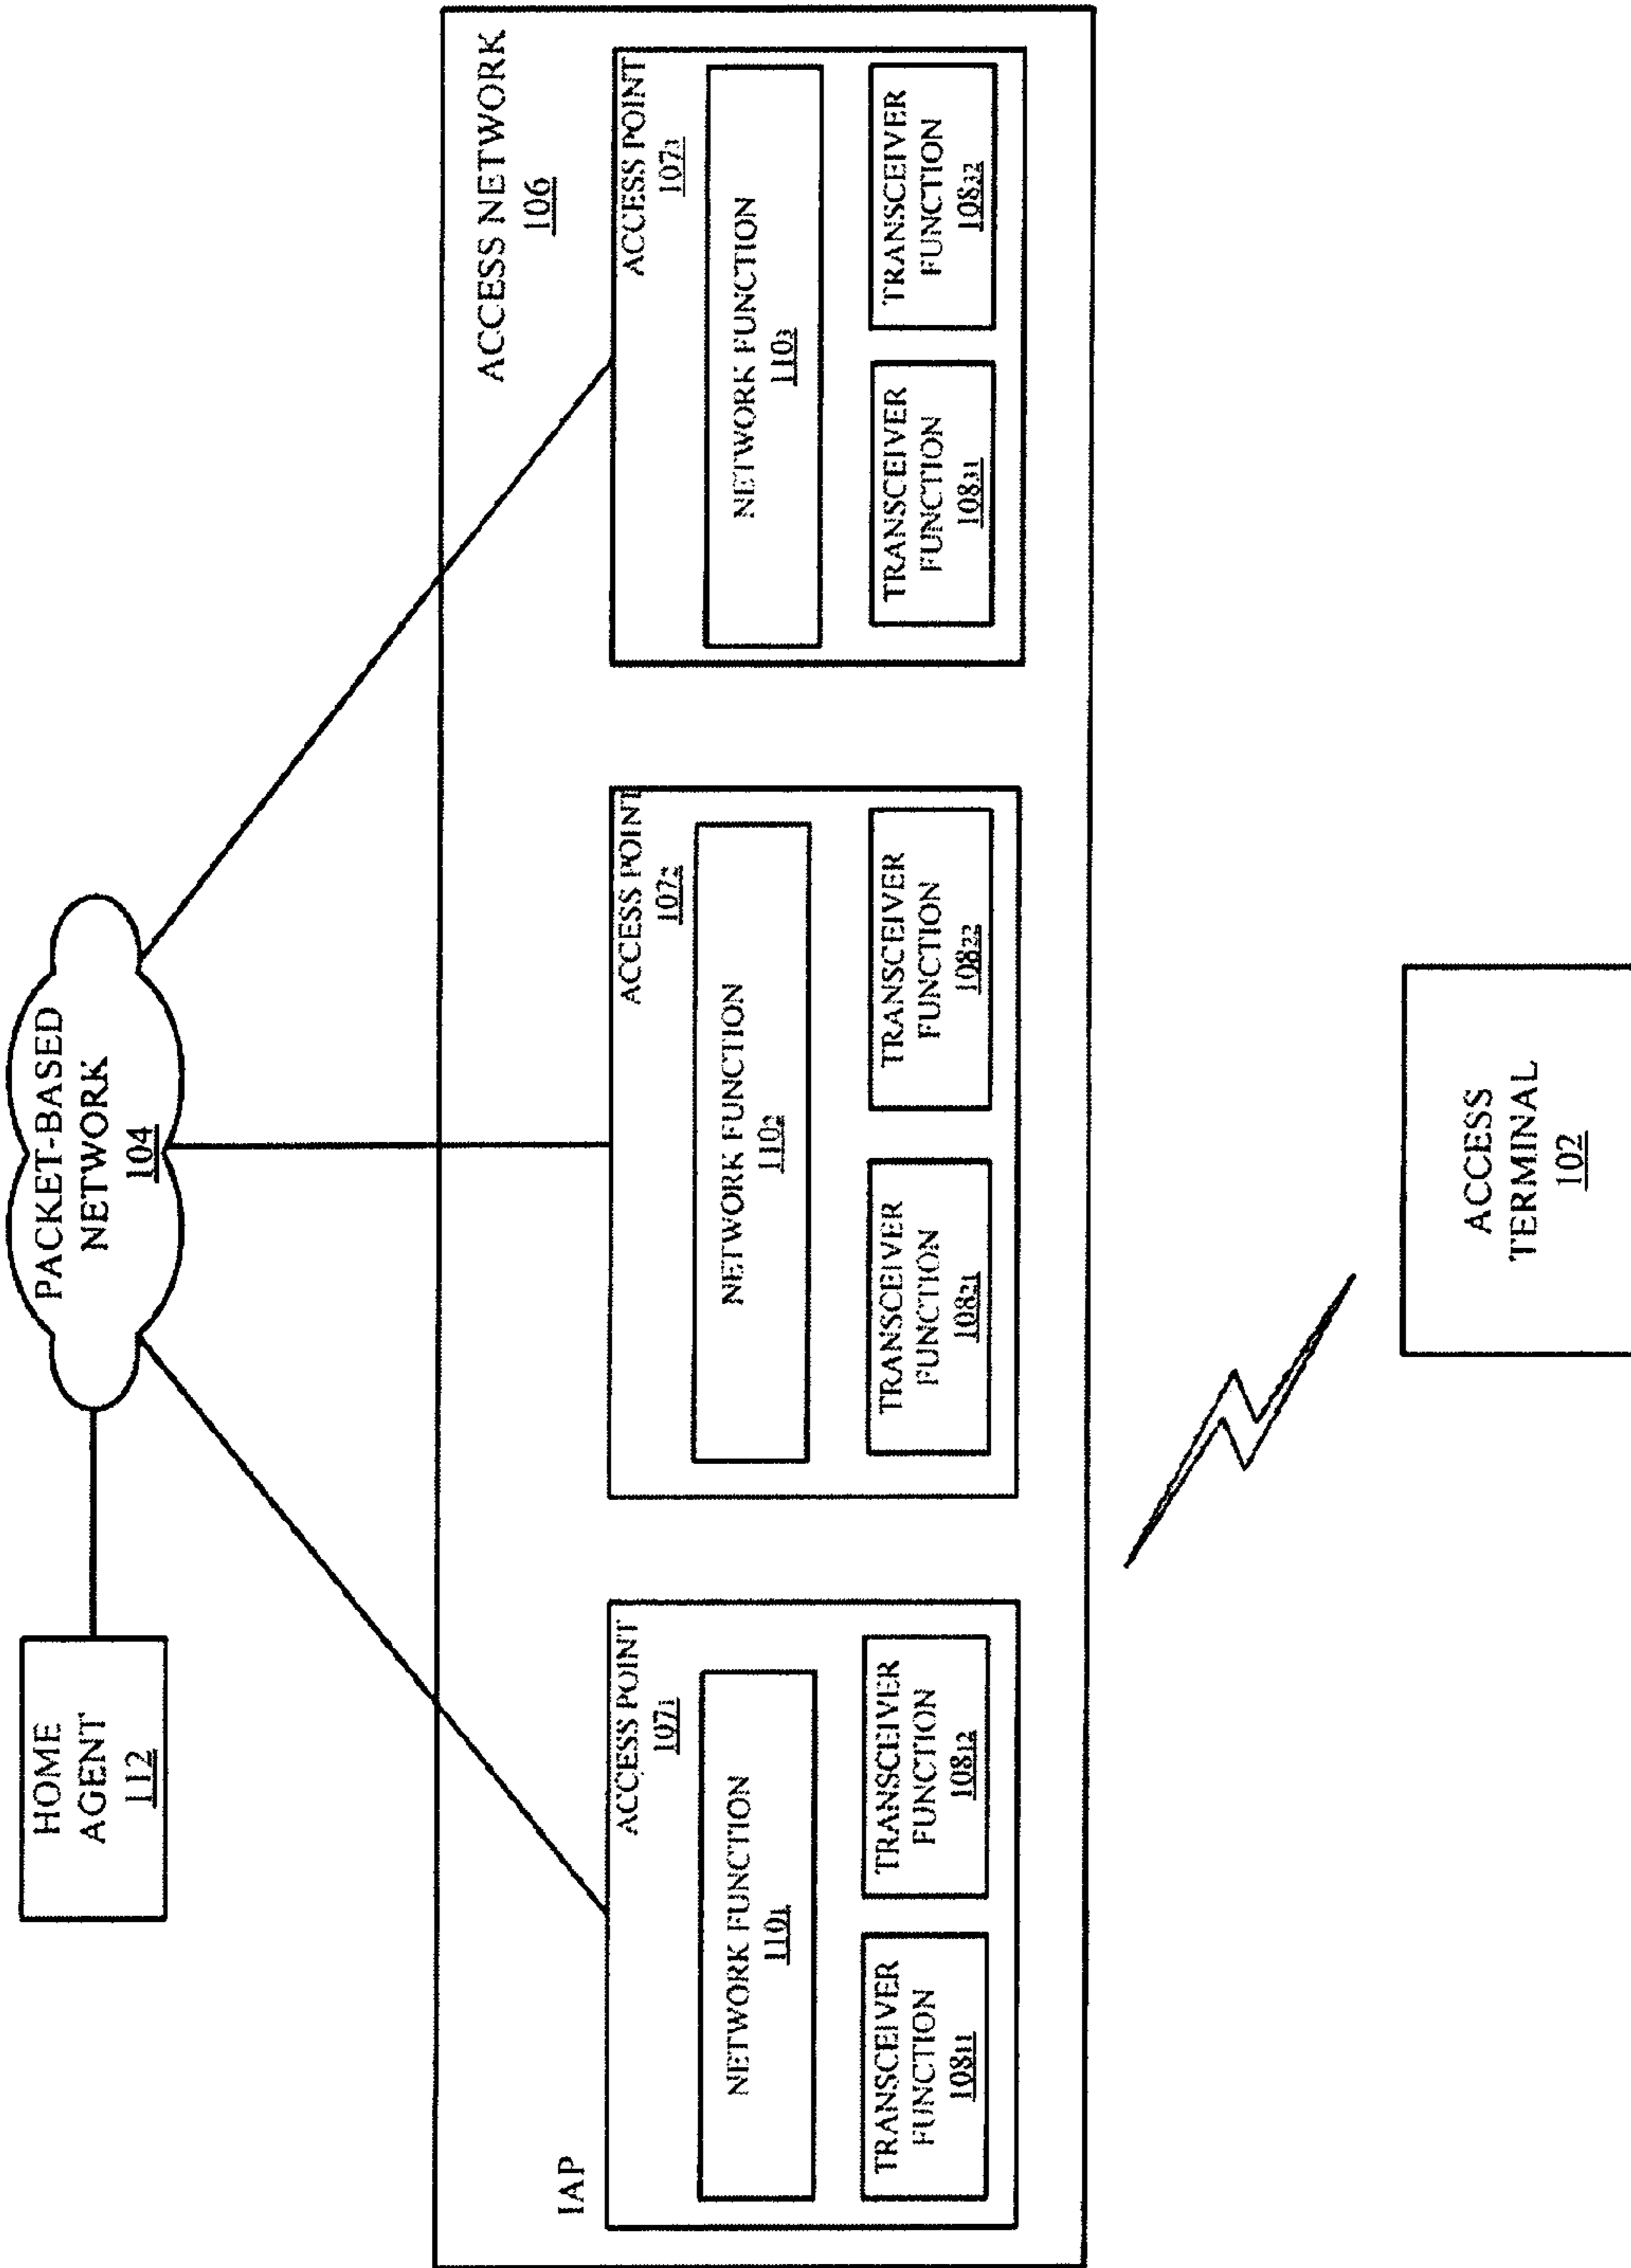 HOME
AGENT
112
PACKET-BASED
NETWORK
104
ACCESS NETWORK
106
IAP
ACCESS POINT
107₁
NETWORK FUNCTION
110₁
TRANSCEIVER
FUNCTION
108₁₁
TRANSCEIVER
FUNCTION
108₁₂
ACCESS POINT
107₂
NETWORK FUNCTION
110₂
TRANSCEIVER
FUNCTION
108₂₁
TRANSCEIVER
FUNCTION
108₂₂
ACCESS POINT
107₃
NETWORK FUNCTION
110₃
TRANSCEIVER
FUNCTION
108₃₁
TRANSCEIVER
FUNCTION
108₃₂
ACCESS
TERMINAL
102